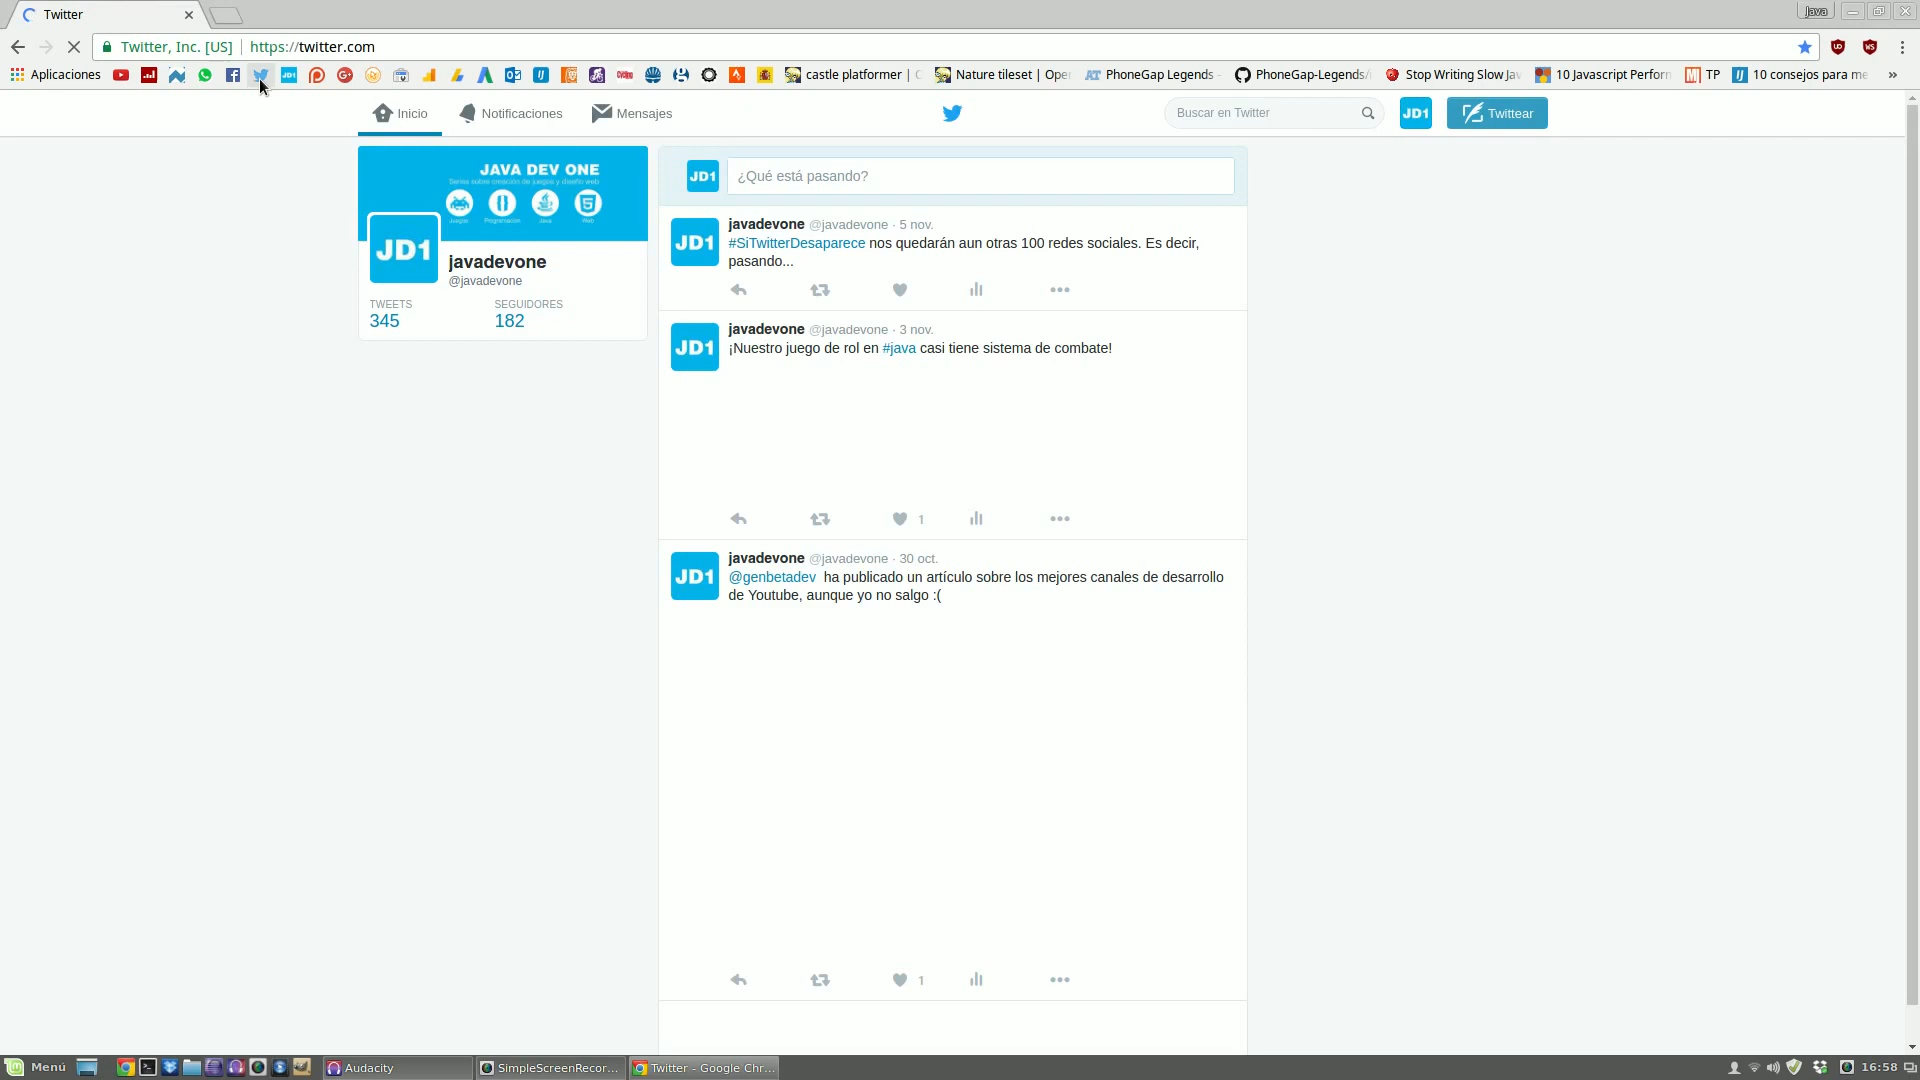 Twitter
Java
Twitter, Inc. [US] https://twitter.com
Aplicaciones
castle platformer |
Nature tileset | Ope
PhoneGap Legends -
PhoneGap-Legends/
Stop Writing Slow Jav
10 Javascript Perfor
TP
10 consejos para me
»
Inicio
Notificaciones
Mensajes
Buscar en Twitter
JD1
Twittear
JAVA DEV ONE
Juegos
Programacion
Java
Web
JD1
javadevone
@javadevone
TWEETS
345
SEGUIDORES
182
JD1
¿Qué está pasando?
JD1
javadevone @javadevone · 5 nov.
#SiTwitterDesaparece nos quedarán aun otras 100 redes sociales. Es decir,
pasando...
JD1
javadevone @javadevone · 3 nov.
¡Nuestro juego de rol en #java casi tiene sistema de combate!
1
JD1
javadevone @javadevone · 30 oct.
@genbetadev ha publicado un artículo sobre los mejores canales de desarrollo
de Youtube, aunque yo no salgo :(
1
Menú
Audacity
SimpleScreenRecor...
Twitter - Google Chr...
16:58